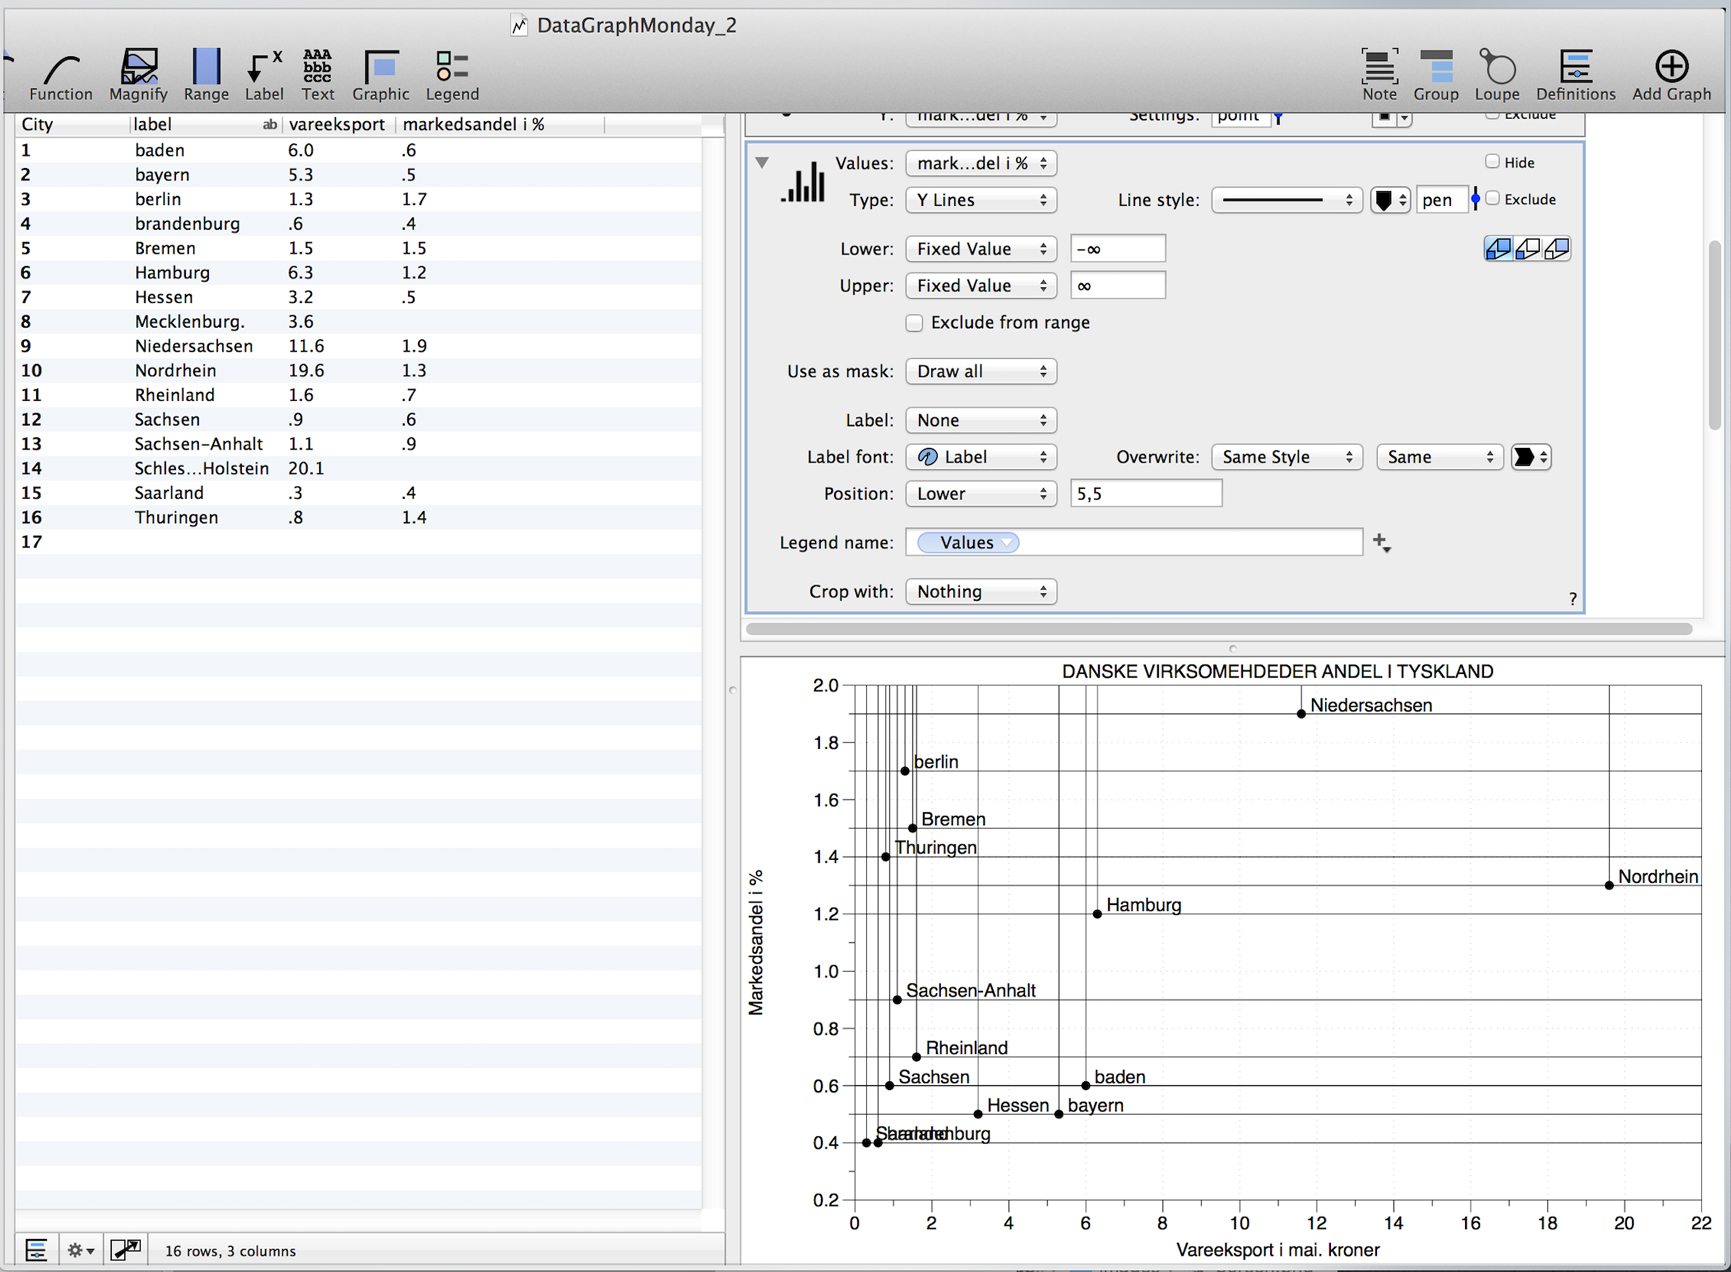 DataGraphMonday_2
Function Magnify Range Label Text Graphic Legend
Note Group Loupe Definitions Add Graph
X
AAA
bbb
ccc
City label ab vareeksport markedsandel i %
1 baden 6.0 .6
2 bayern 5.3 .5
3 berlin 1.3 1.7
4 brandenburg .6 .4
5 Bremen 1.5 1.5
6 Hamburg 6.3 1.2
7 Hessen 3.2 .5
8 Mecklenburg. 3.6
9 Niedersachsen 11.6 1.9
10 Nordrhein 19.6 1.3
11 Rheinland 1.6 .7
12 Sachsen .9 .6
13 Sachsen-Anhalt 1.1 .9
14 Schles...Holstein 20.1
15 Saarland .3 .4
16 Thuringen .8 1.4
17
16 rows, 3 columns
Y: mark...del i % Settings: point Exclude
Values: mark...del i % Hide
Type: Y Lines Line style: pen Exclude
Lower: Fixed Value -∞
Upper: Fixed Value ∞
Exclude from range
Use as mask: Draw all
Label: None
Label font: Label Overwrite: Same Style Same
Position: Lower 5,5
Legend name: Values
Crop with: Nothing
?
DANSKE VIRKSOMEHDEDER ANDEL I TYSKLAND
2.0
Niedersachsen
1.8
berlin
1.6
Bremen
Thuringen
1.4
Nordrhein
Hamburg
1.2
1.0
Sachsen-Anhalt
0.8
Rheinland
Sachsen
baden
0.6
Hessen
bayern
Saarland
brandenburg
0.4
0.2
0 2 4 6 8 10 12 14 16 18 20 22
Markedsandel i %
Vareeksport i mai. kroner